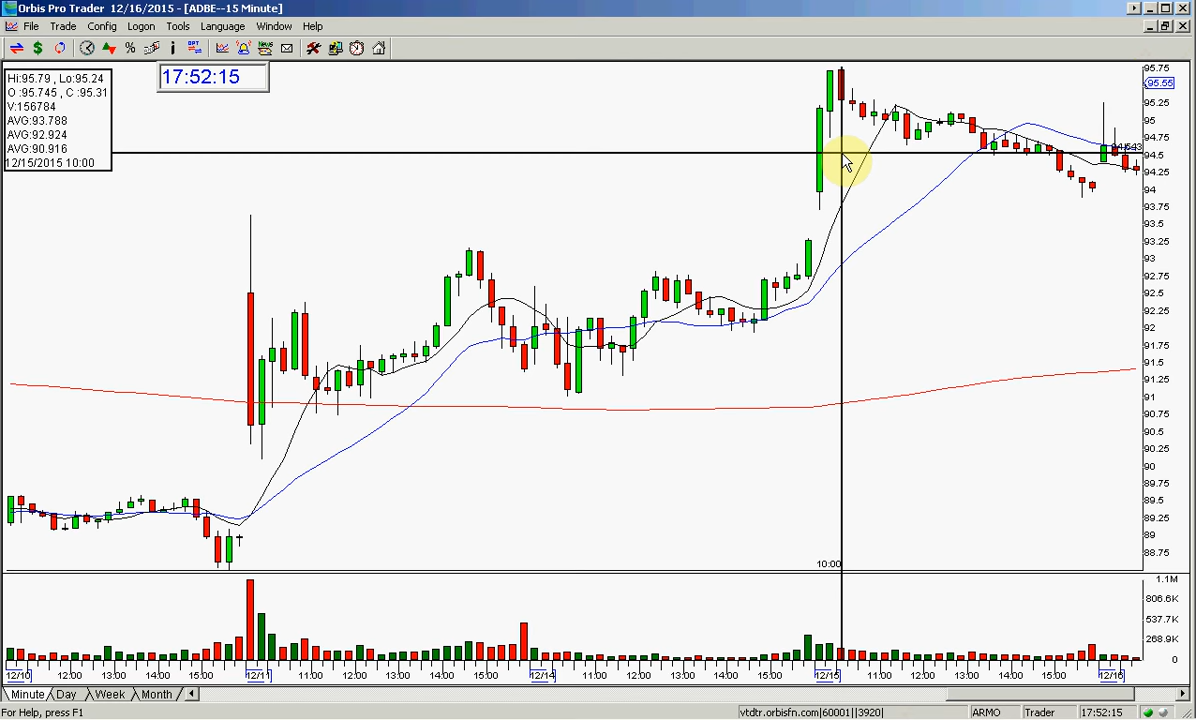 Orbis Pro Trader 12/16/2015 - [ADBE--15 Minute]
File Trade Config Logon Tools Language Window Help
17:52:15
Hi:95.79 , Lo:95.24
O :95.745 , C :95.31
V:156784
AVG:93.788
AVG:92.924
AVG:90.916
12/15/2015 10:00
95.75
95.55
95.25
95
94.75
94.5
94.25
94
93.75
93.5
93.25
93
92.75
92.5
92.25
92
91.75
91.5
91.25
91
90.75
90.5
90.25
90
89.75
89.5
89.25
89
88.75
10:00
1.1M
806.6K
537.7K
268.9K
0
12/10 12:00 13:00 14:00 15:00 12/11 11:00 12:00 13:00 14:00 15:00 12/14 11:00 12:00 13:00 14:00 15:00 12/15 11:00 12:00 13:00 14:00 15:00 12/16
Minute Day Week Month
For Help, press F1
vtdtr.orbisfn.com|60001||3920|
ARMO
Trader
17:52:15